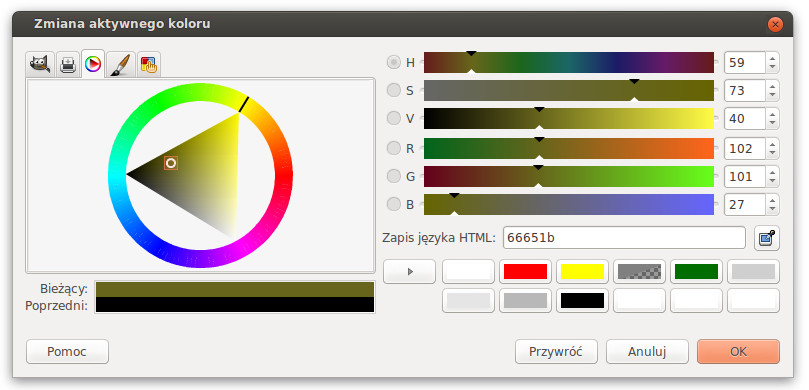 Zmiana aktywnego koloru
H 59
S 73
V 40
R 102
G 101
B 27
Zapis języka HTML: 66651b
Bieżący:
Poprzedni:
Pomoc
Przywróć
Anuluj
OK